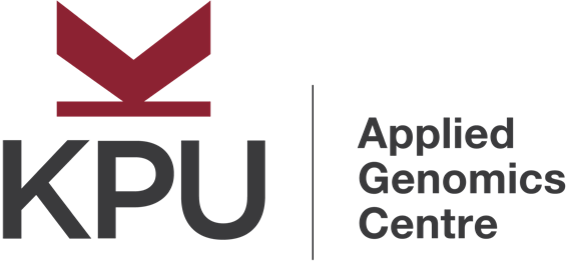 KPU
Applied
Genomics
Centre